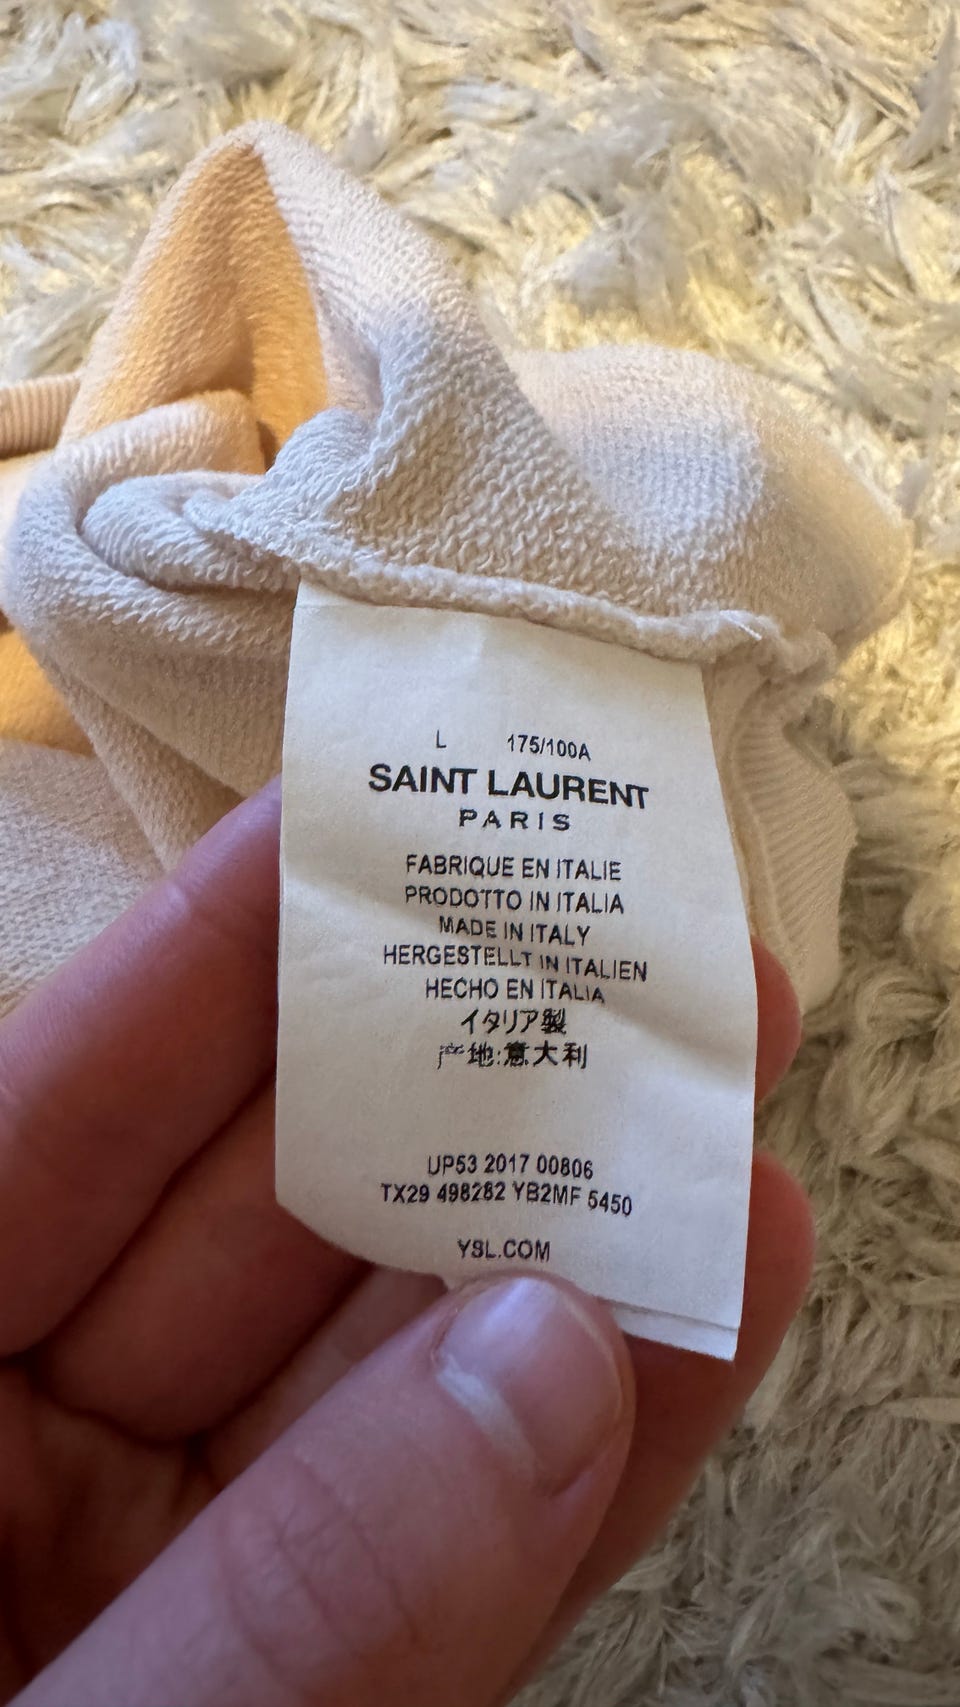 L 175/100A
SAINT LAURENT
PARIS
FABRIQUE EN ITALIE
PRODOTTO IN ITALIA
MADE IN ITALY
HERGESTELLT IN ITALIEN
HECHO EN ITALIA
イタリア製
产地:意大利
UP53 2017 00806
TX29 498282 YB2MF 5450
YSL.COM